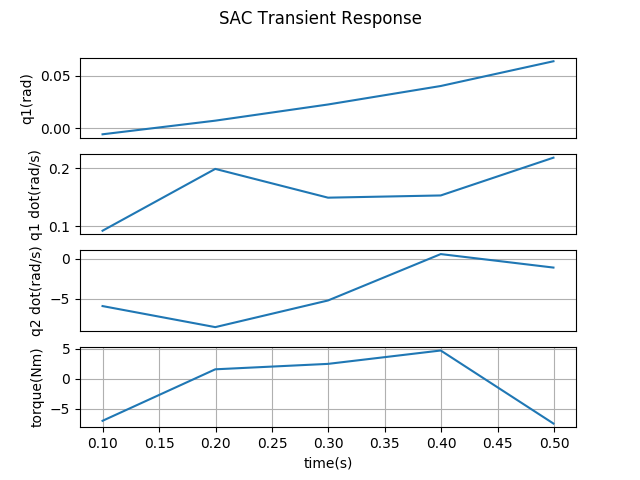 SAC Transient Response
q1(rad)
0.05
0.00
q1 dot(rad/s)
0.2
0.1
q2 dot(rad/s)
0
−5
torque(Nm)
5
0
−5
0.10 0.15 0.20 0.25 0.30 0.35 0.40 0.45 0.50
time(s)